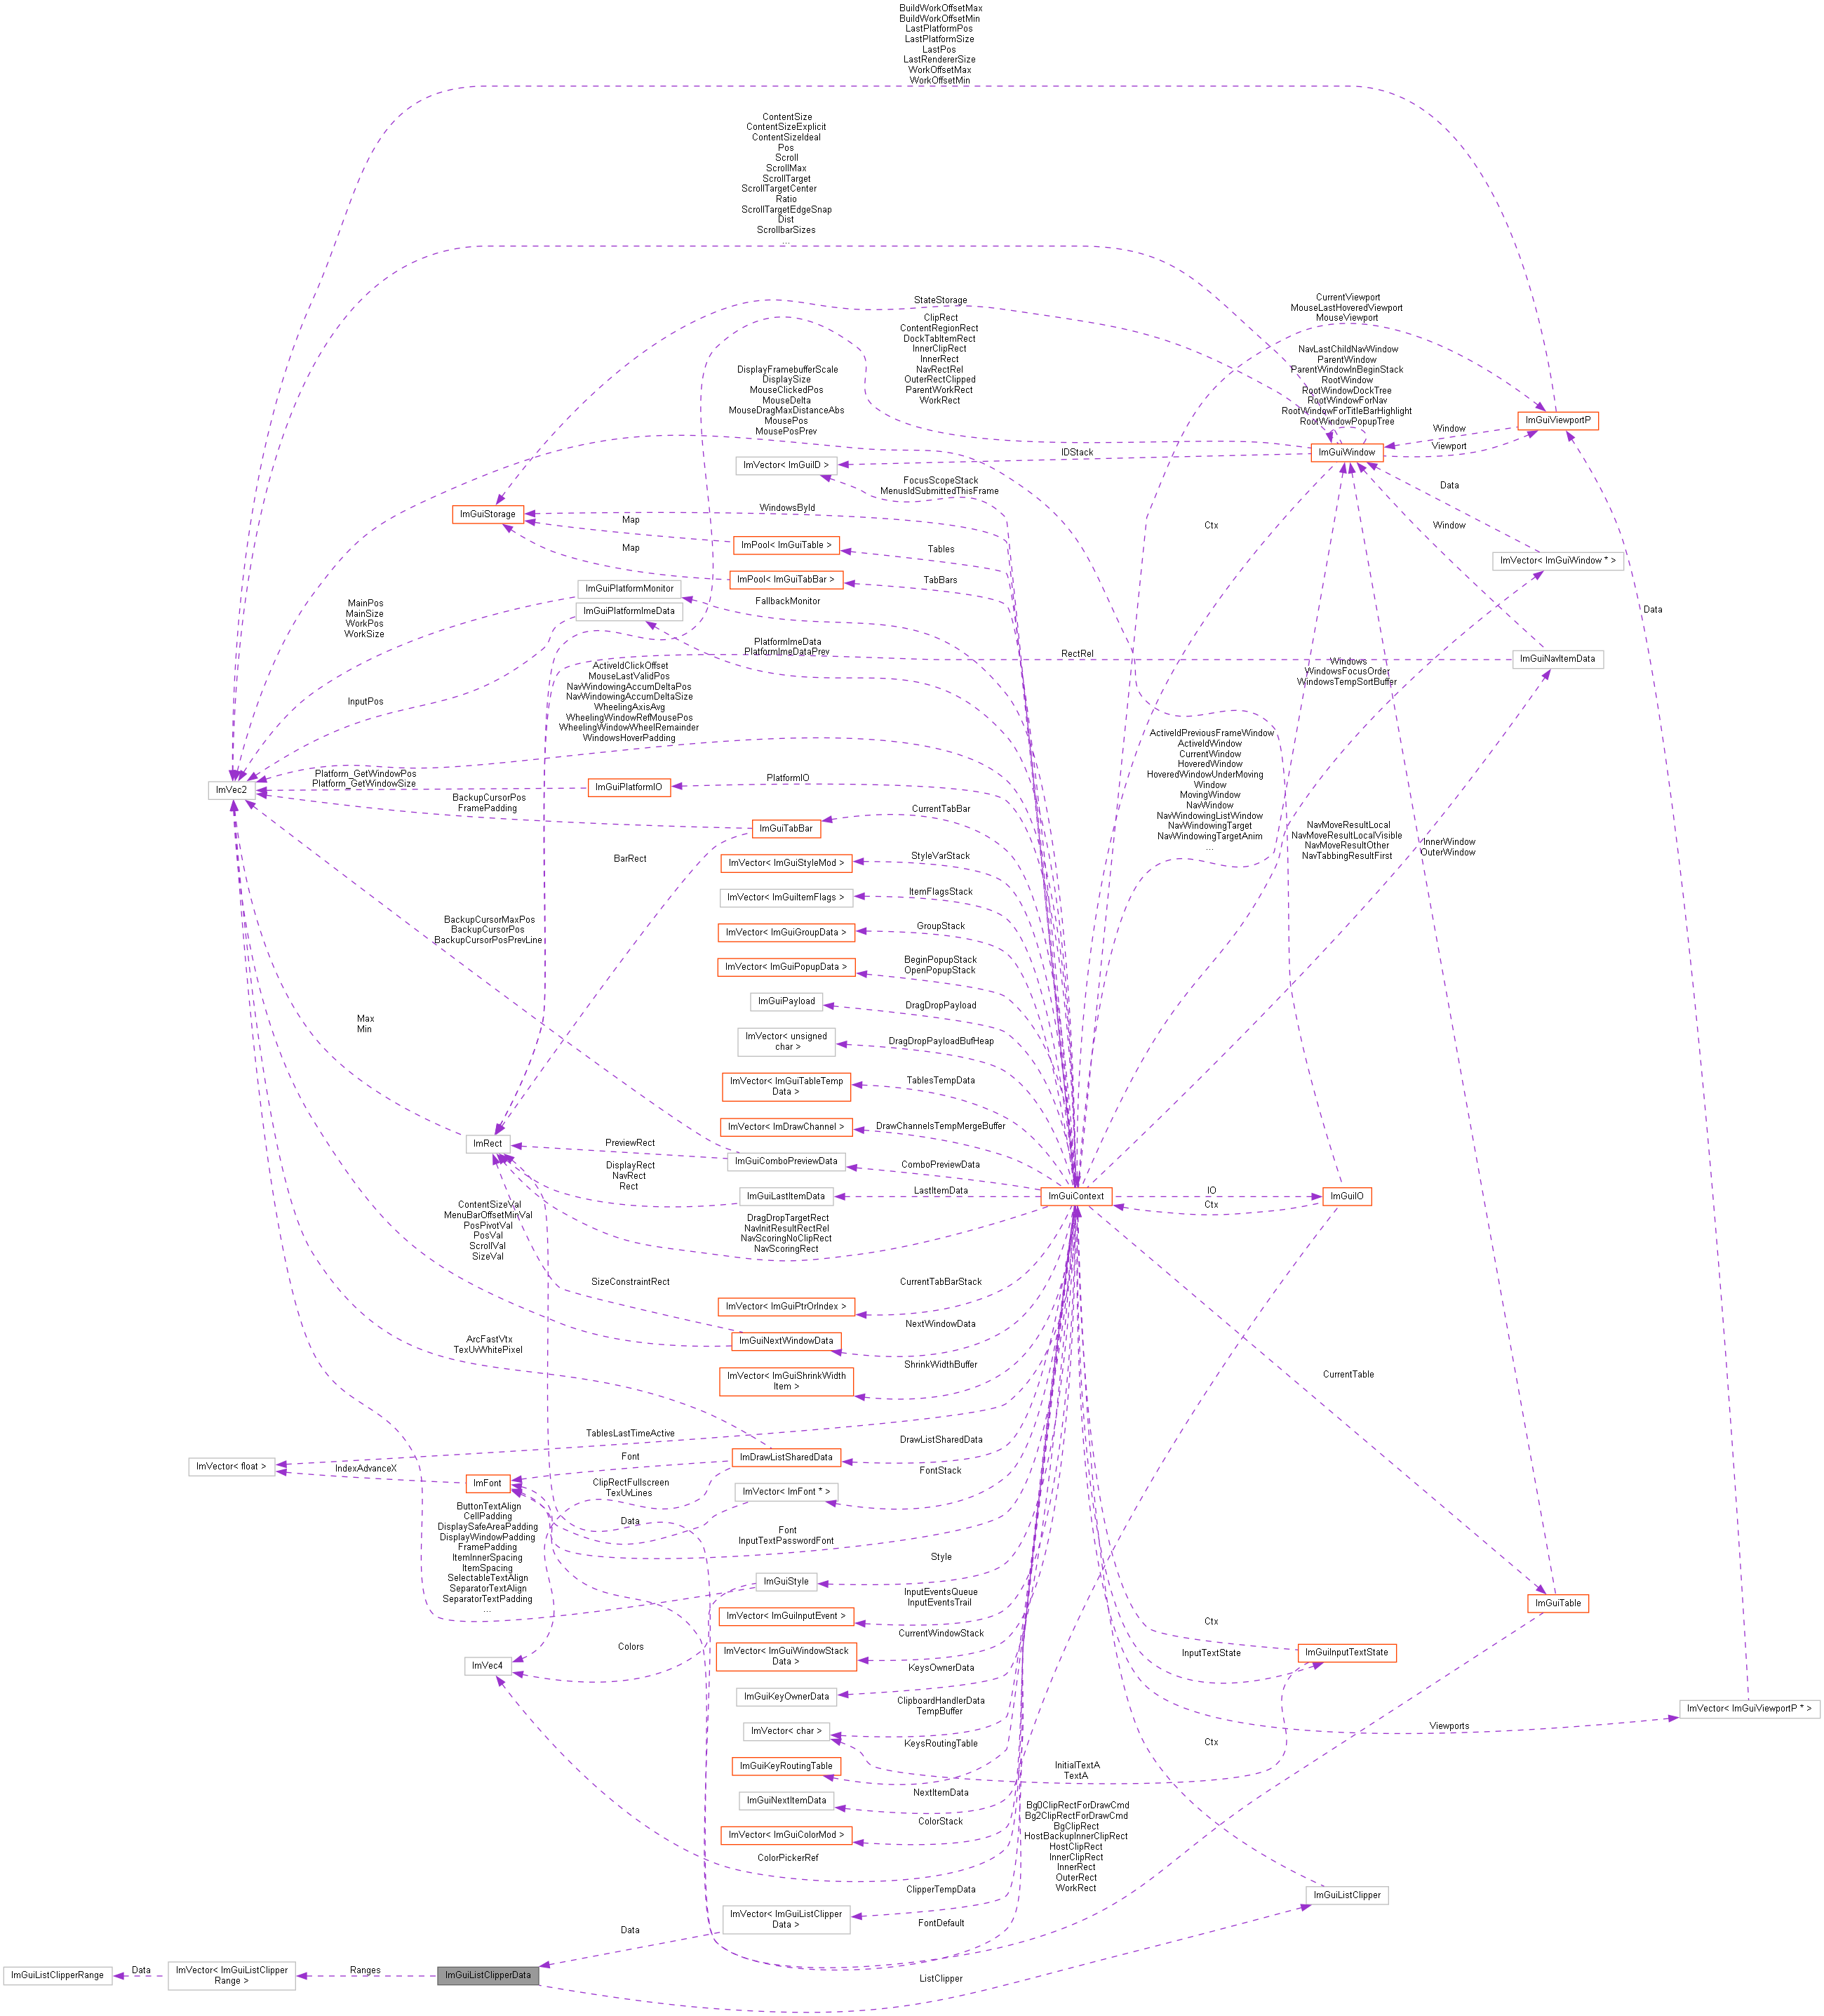 BuildWorkOffsetMax
BuildWorkOffsetMin
LastPlatformPos
LastPlatformSize
LastPos
LastRendererSize
WorkOffsetMax
WorkOffsetMin
ContentSize
ContentSizeExplicit
ContentSizeIdeal
Pos
Scroll
ScrollMax
ScrollTarget
ScrollTargetCenter
Ratio
ScrollTargetEdgeSnap
Dist
ScrollbarSizes
...
StateStorage
CurrentViewport
MouseLastHoveredViewport
MouseViewport
ClipRect
ContentRegionRect
DockTabItemRect
InnerClipRect
InnerRect
NavRectRel
OuterRectClipped
ParentWorkRect
WorkRect
NavLastChildNavWindow
ParentWindow
ParentWindowInBeginStack
RootWindow
RootWindowDockTree
RootWindowForNav
RootWindowForTitleBarHighlight
RootWindowPopupTree
DisplayFramebufferScale
DisplaySize
MouseClickedPos
MouseDelta
MouseDragMaxDistanceAbs
MousePos
MousePosPrev
ImGuiViewportP
Window
Viewport
ImGuiWindow
IDStack
ImVector< ImGuiID >
FocusScopeStack
MenusIdSubmittedThisFrame
Data
WindowsById
ImGuiStorage
Map
Ctx
Window
ImPool< ImGuiTable >
Tables
Map
ImVector< ImGuiWindow * >
ImPool< ImGuiTabBar >
TabBars
ImGuiPlatformMonitor
FallbackMonitor
ImGuiPlatformImeData
MainPos
MainSize
WorkPos
WorkSize
Data
PlatformImeData
PlatformImeDataPrev
RectRel
ImGuiNavItemData
Windows
WindowsFocusOrder
WindowsTempSortBuffer
ActiveIdClickOffset
MouseLastValidPos
NavWindowingAccumDeltaPos
NavWindowingAccumDeltaSize
WheelingAxisAvg
WheelingWindowRefMousePos
WheelingWindowWheelRemainder
WindowsHoverPadding
InputPos
ActiveIdPreviousFrameWindow
ActiveIdWindow
CurrentWindow
HoveredWindow
HoveredWindowUnderMoving
Window
MovingWindow
NavWindow
NavWindowingListWindow
NavWindowingTarget
NavWindowingTargetAnim
...
ImVec2
Platform_GetWindowPos
Platform_GetWindowSize
ImGuiPlatformIO
PlatformIO
BackupCursorPos
FramePadding
CurrentTabBar
ImGuiTabBar
NavMoveResultLocal
NavMoveResultLocalVisible
NavMoveResultOther
NavTabbingResultFirst
InnerWindow
OuterWindow
BarRect
ImVector< ImGuiStyleMod >
StyleVarStack
ImVector< ImGuiItemFlags >
ItemFlagsStack
BackupCursorMaxPos
BackupCursorPos
BackupCursorPosPrevLine
ImVector< ImGuiGroupData >
GroupStack
ImVector< ImGuiPopupData >
BeginPopupStack
OpenPopupStack
ImGuiPayload
DragDropPayload
Max
Min
ImVector< unsigned
char >
DragDropPayloadBufHeap
ImVector< ImGuiTableTemp
Data >
TablesTempData
ImVector< ImDrawChannel >
DrawChannelsTempMergeBuffer
ImRect
PreviewRect
ImGuiComboPreviewData
ComboPreviewData
DisplayRect
NavRect
Rect
ImGuiLastItemData
LastItemData
ImGuiContext
IO
Ctx
ImGuiIO
ContentSizeVal
MenuBarOffsetMinVal
PosPivotVal
PosVal
ScrollVal
SizeVal
DragDropTargetRect
NavInitResultRectRel
NavScoringNoClipRect
NavScoringRect
SizeConstraintRect
CurrentTabBarStack
ImVector< ImGuiPtrOrIndex >
NextWindowData
ImGuiNextWindowData
ArcFastVtx
TexUvWhitePixel
ShrinkWidthBuffer
ImVector< ImGuiShrinkWidth
Item >
CurrentTable
TablesLastTimeActive
DrawListSharedData
ImVector< float >
IndexAdvanceX
ImFont
Font
ImDrawListSharedData
FontStack
ClipRectFullscreen
TexUvLines
ImVector< ImFont * >
Data
Font
InputTextPasswordFont
ButtonTextAlign
CellPadding
DisplaySafeAreaPadding
DisplayWindowPadding
FramePadding
ItemInnerSpacing
ItemSpacing
SelectableTextAlign
SeparatorTextAlign
SeparatorTextPadding
...
Style
ImGuiStyle
ImGuiTable
InputEventsQueue
InputEventsTrail
ImVector< ImGuiInputEvent >
Ctx
CurrentWindowStack
ImVector< ImGuiWindowStack
Data >
Colors
InputTextState
ImGuiInputTextState
ImVec4
KeysOwnerData
ImGuiKeyOwnerData
ClipboardHandlerData
TempBuffer
ImVector< char >
ImVector< ImGuiViewportP * >
Viewports
KeysRoutingTable
ImGuiKeyRoutingTable
Ctx
InitialTextA
TextA
NextItemData
ImGuiNextItemData
ColorStack
ImVector< ImGuiColorMod >
Bg0ClipRectForDrawCmd
Bg2ClipRectForDrawCmd
BgClipRect
HostBackupInnerClipRect
HostClipRect
InnerClipRect
InnerRect
OuterRect
WorkRect
ColorPickerRef
ClipperTempData
ImVector< ImGuiListClipper
Data >
FontDefault
ImGuiListClipper
Data
ImGuiListClipperRange
Data
ImVector< ImGuiListClipper
Range >
Ranges
ImGuiListClipperData
ListClipper